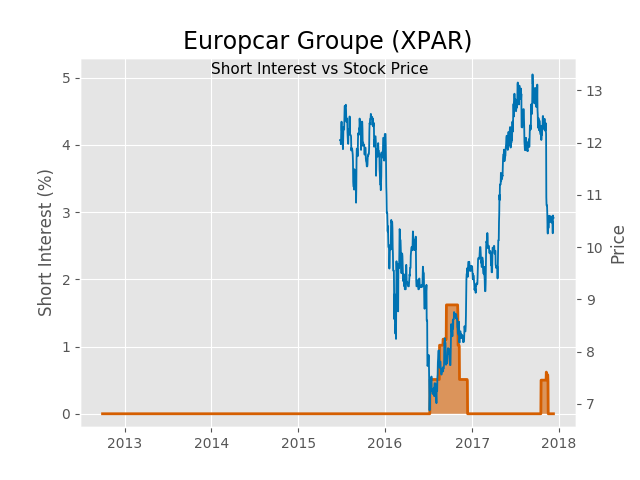 Europcar Groupe (XPAR)
Short Interest vs Stock Price
Short Interest (%)
5
4
3
2
1
0
13
12
11
10
9
8
7
Price
2013 2014 2015 2016 2017 2018